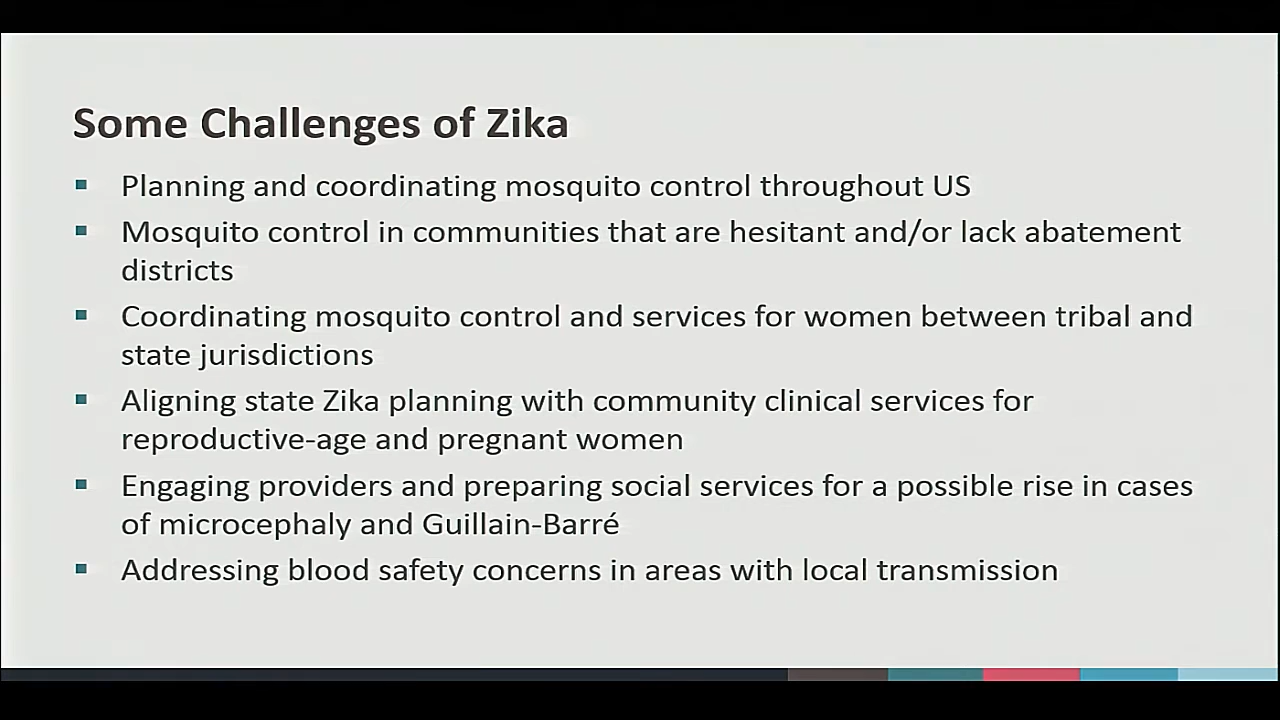 Some Challenges of Zika
Planning and coordinating mosquito control throughout US
Mosquito control in communities that are hesitant and/or lack abatement
districts
Coordinating mosquito control and services for women between tribal and
state jurisdictions
Aligning state Zika planning with community clinical services for
reproductive-age and pregnant women
Engaging providers and preparing social services for a possible rise in cases
of microcephaly and Guillain-Barré
Addressing blood safety concerns in areas with local transmission